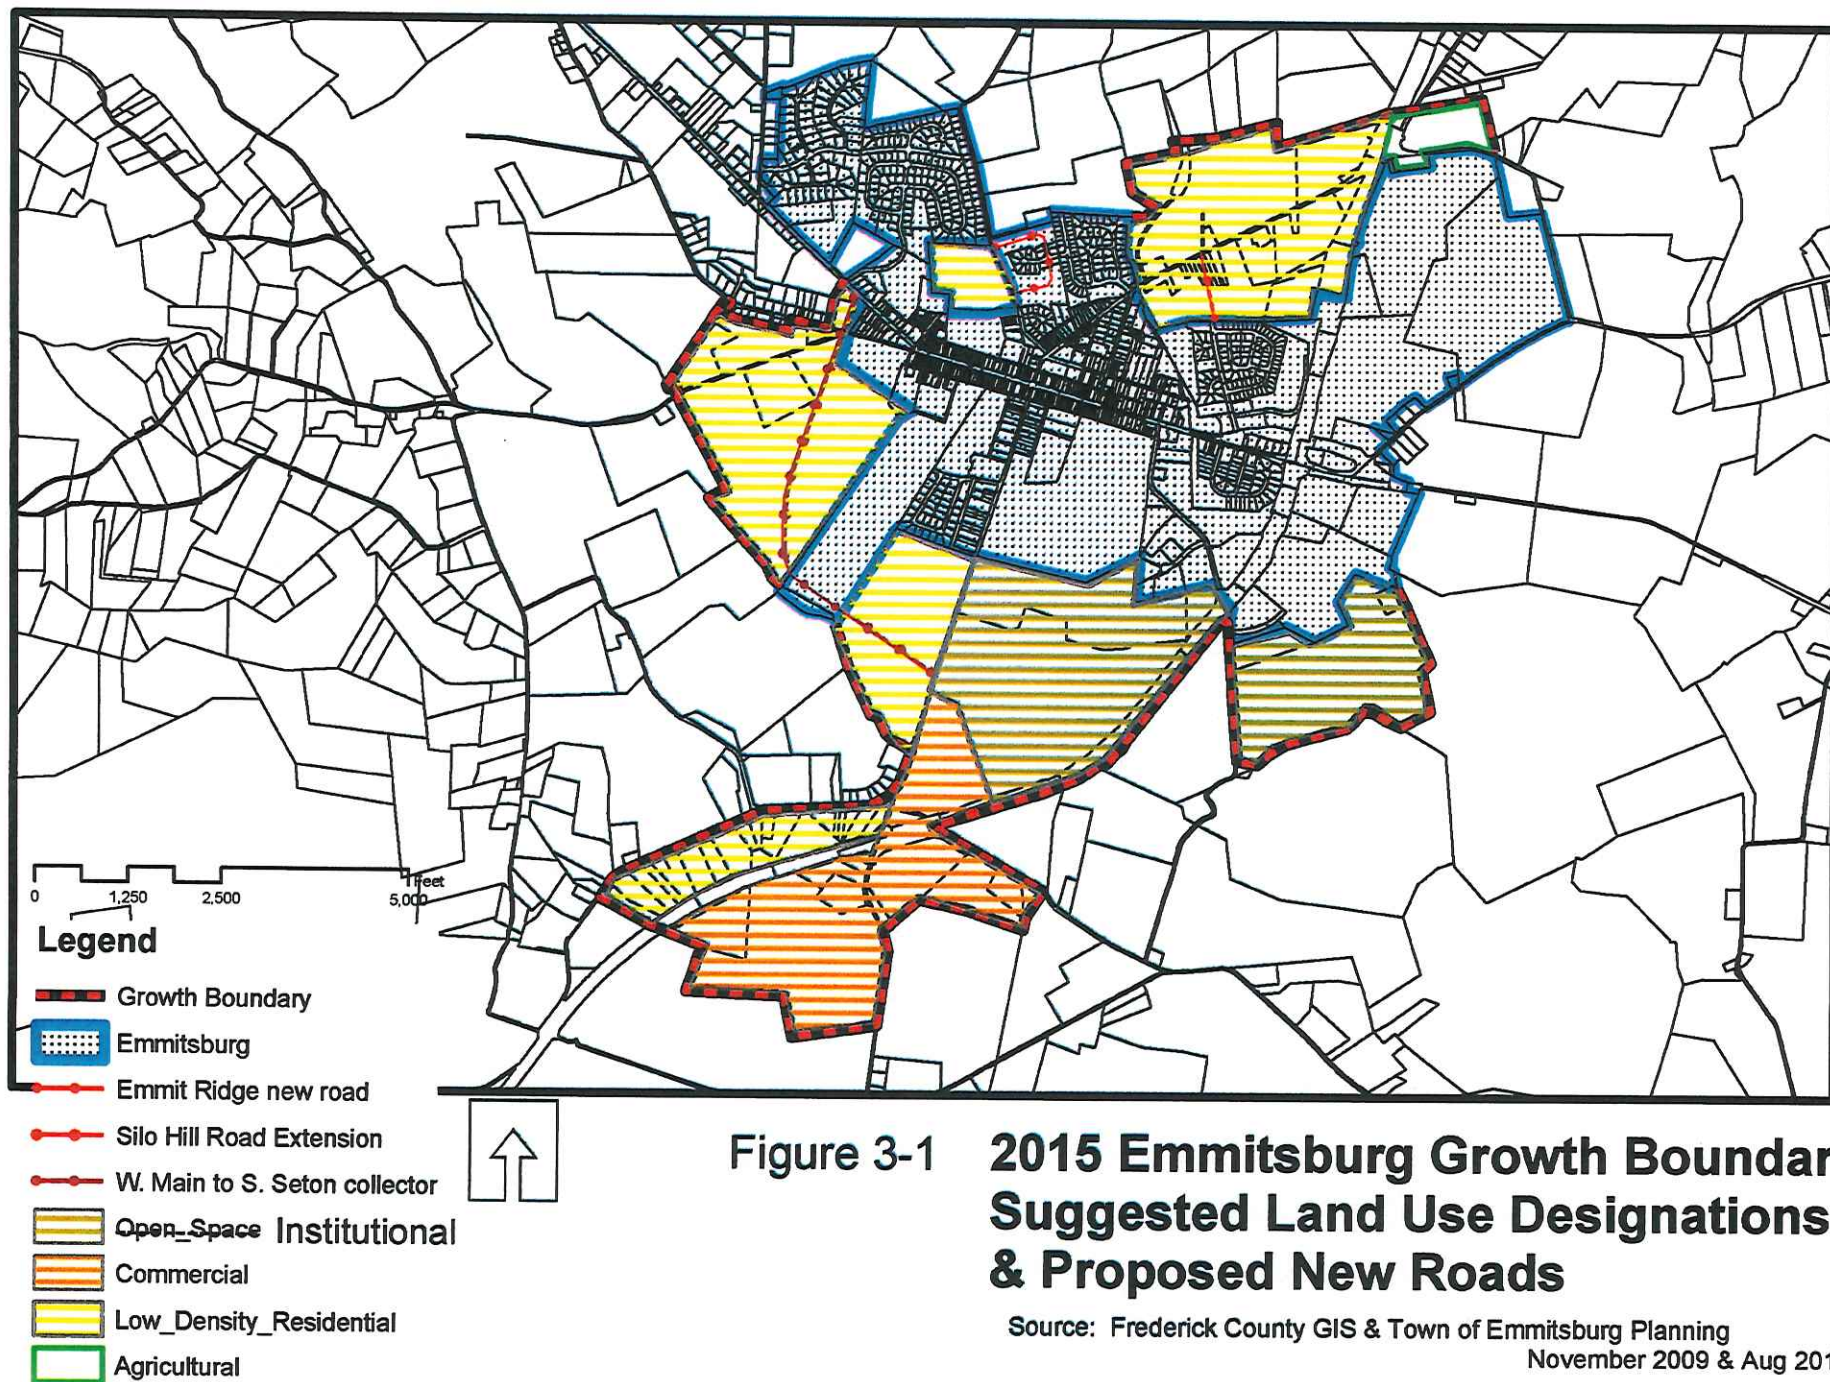 0 1,250 2,500 5,000
Feet
Legend
Growth Boundary
Emmitsburg
Emmit Ridge new road
Silo Hill Road Extension
W. Main to S. Seton collector
Open_Space Institutional
Commercial
Low_Density_Residential
Agricultural
Figure 3-1
2015 Emmitsburg Growth Boundar
Suggested Land Use Designations
& Proposed New Roads
Source: Frederick County GIS & Town of Emmitsburg Planning
November 2009 & Aug 201